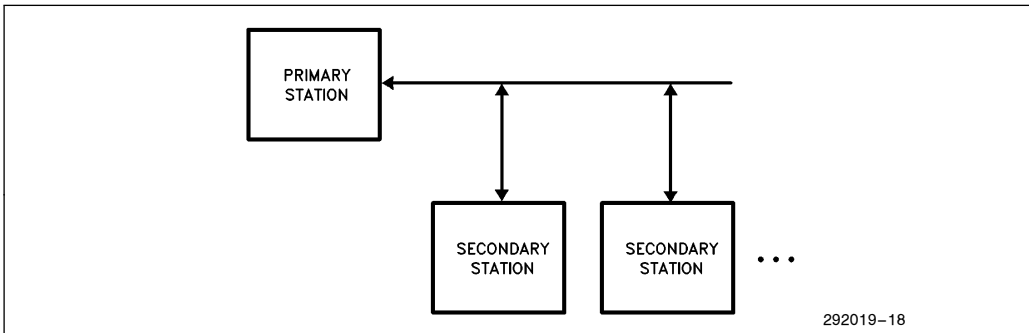 PRIMARY
STATION
SECONDARY
STATION
SECONDARY
STATION
292019–18